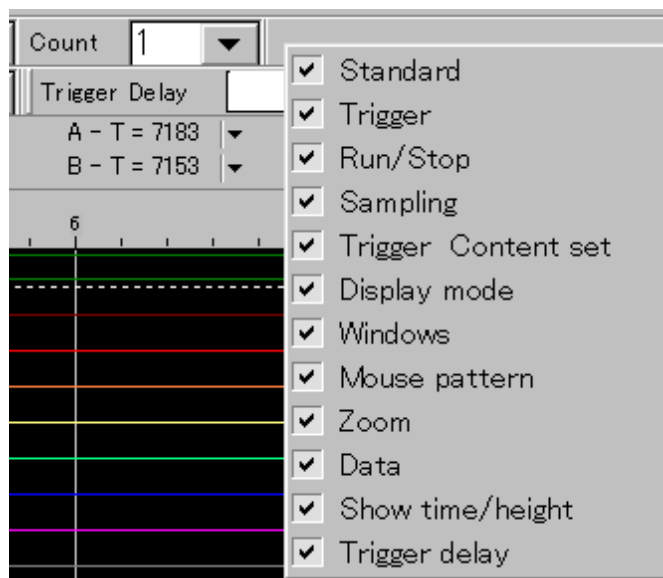 Count 1
Trigger Delay
A - T = 7183
B - T = 7153
6
Standard
Trigger
Run/Stop
Sampling
Trigger Content set
Display mode
Windows
Mouse pattern
Zoom
Data
Show time/height
Trigger delay